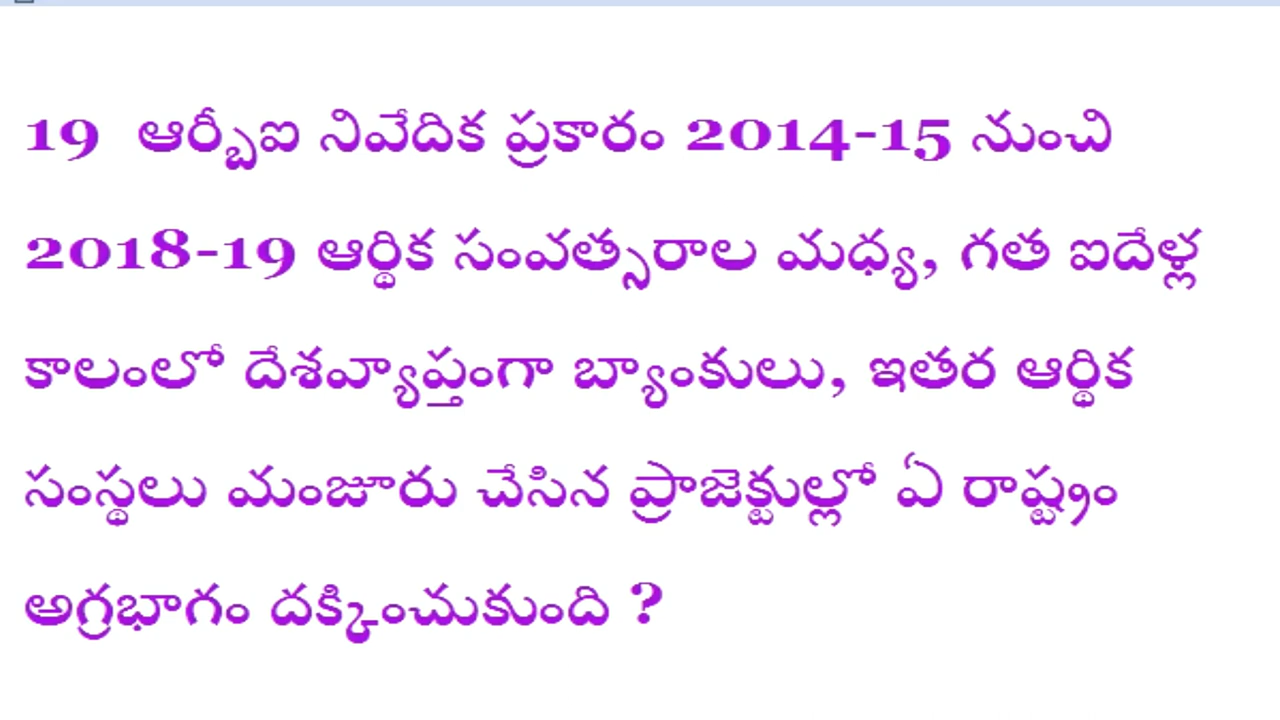 19 ఆర్బీఐ నివేదిక ప్రకారం 2014-15 నుంచి
2018-19 ఆర్థిక సంవత్సరాల మధ్య, గత ఐదేళ్ల
కాలంలో దేశవ్యాప్తంగా బ్యాంకులు, ఇతర ఆర్థిక
సంస్థలు మంజూరు చేసిన ప్రాజెక్టుల్లో ఏ రాష్ట్రం
అగ్రభాగం దక్కించుకుంది ?